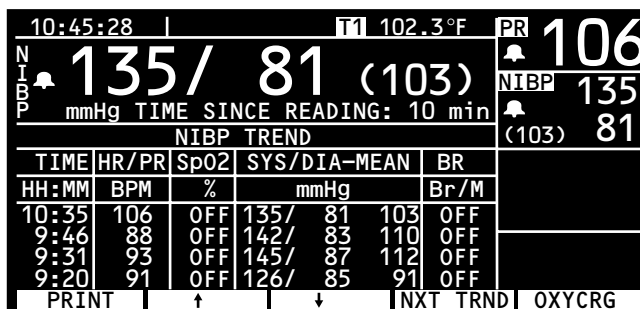 10:45:28 T1 102.3°F
NIBP 135/ 81 (103)
mmHg TIME SINCE READING: 10 min
PR 106
NIBP 135
(103) 81
NIBP TREND
TIME HR/PR SpO2 SYS/DIA-MEAN BR
HH:MM BPM % mmHg Br/M
10:35 106 OFF 135/ 81 103 OFF
9:46 88 OFF 142/ 83 110 OFF
9:31 93 OFF 145/ 87 112 OFF
9:20 91 OFF 126/ 85 91 OFF
PRINT ↑ ↓ NXT TRND OXYCRG